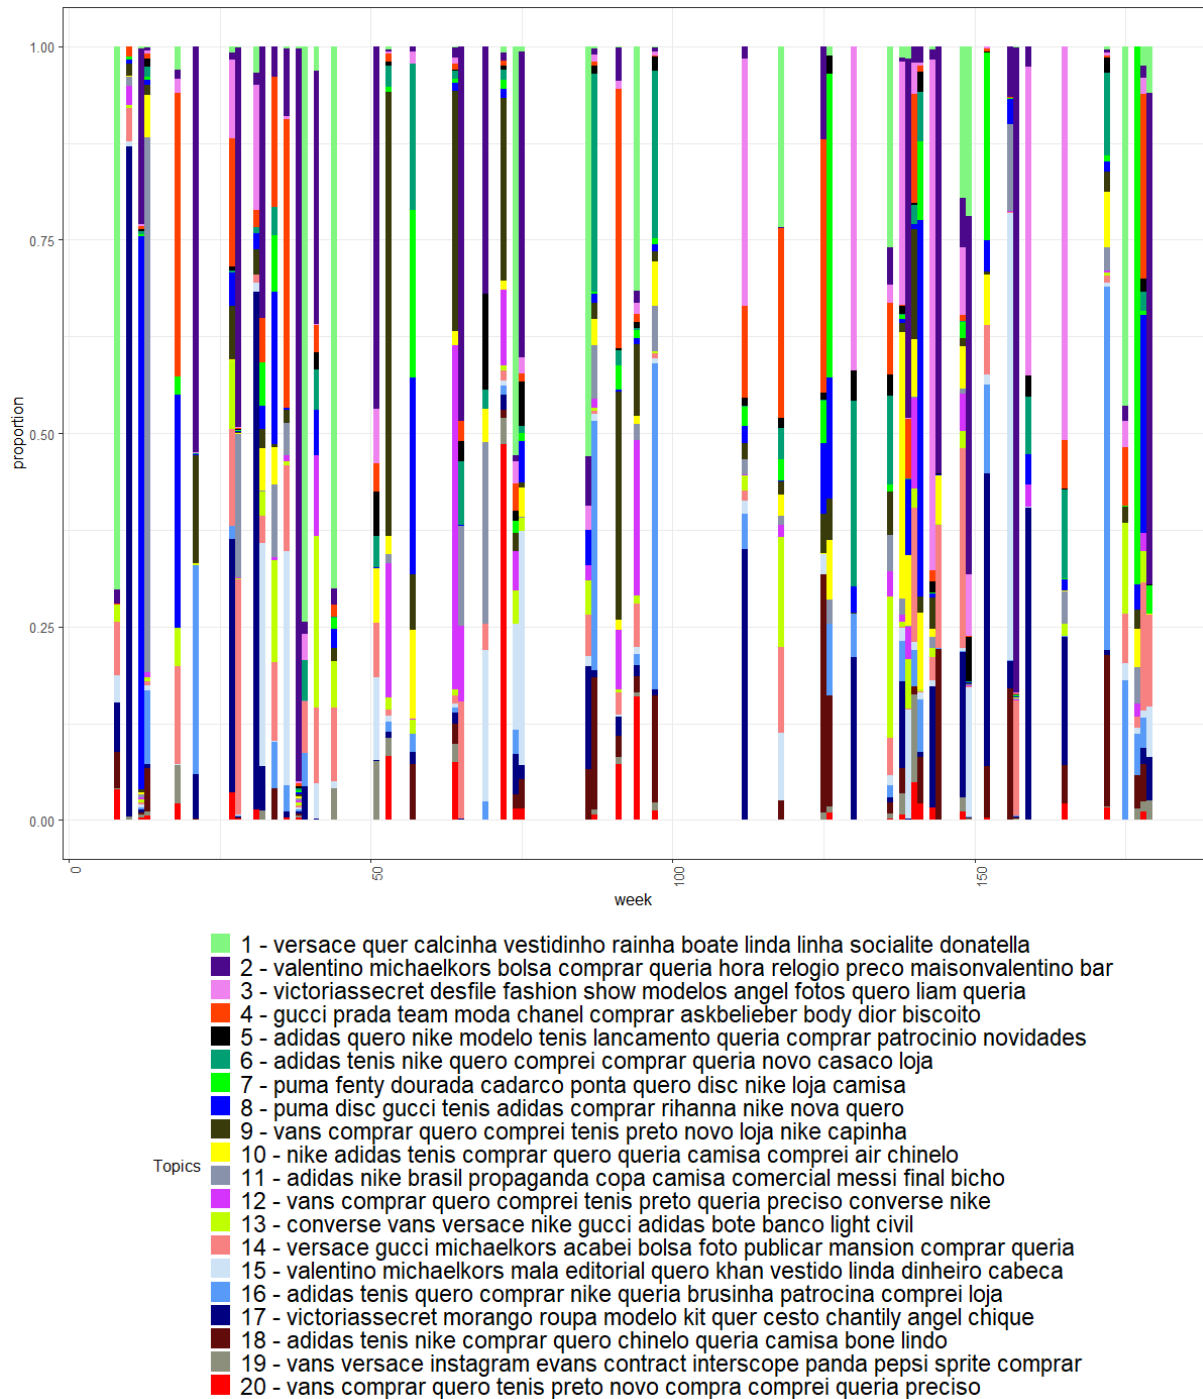 1.00
0.75
0.50
0.25
0.00
proportion
0
50
100
150
week
Topics
1 - versace quer calcinha vestidinho rainha boate linda linha socialite donatella
2 - valentino michaelkors bolsa comprar queria hora relogio preco maisonvalentino bar
3 - victoriassecret desfile fashion show modelos angel fotos quero liam queria
4 - gucci prada team moda chanel comprar askbelieber body dior biscoito
5 - adidas quero nike modelo tenis lancamento queria comprar patrocinio novidades
6 - adidas tenis nike quero comprei comprar queria novo casaco loja
7 - puma fenty dourada cadarco ponta quero disc nike loja camisa
8 - puma disc gucci tenis adidas comprar rihanna nike nova quero
9 - vans comprar quero comprei tenis preto novo loja nike capinha
10 - nike adidas tenis comprar quero queria camisa comprei air chinelo
11 - adidas nike brasil propaganda copa camisa comercial messi final bicho
12 - vans comprar quero comprei tenis preto queria preciso converse nike
13 - converse vans versace nike gucci adidas bote banco light civil
14 - versace gucci michaelkors acabei bolsa foto publicar mansion comprar queria
15 - valentino michaelkors mala editorial quero khan vestido linda dinheiro cabeca
16 - adidas tenis quero comprar nike queria brusinha patrocina comprei loja
17 - victoriassecret morango roupa modelo kit quer cesto chantily angel chique
18 - adidas tenis nike comprar quero chinelo queria camisa bone lindo
19 - vans versace instagram evans contract interscope panda pepsi sprite comprar
20 - vans comprar quero tenis preto novo compra comprei queria preciso